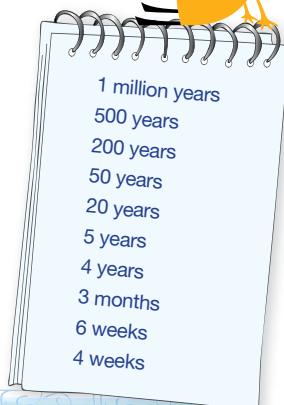 1 million years
500 years
200 years
50 years
20 years
5 years
4 years
3 months
6 weeks
4 weeks